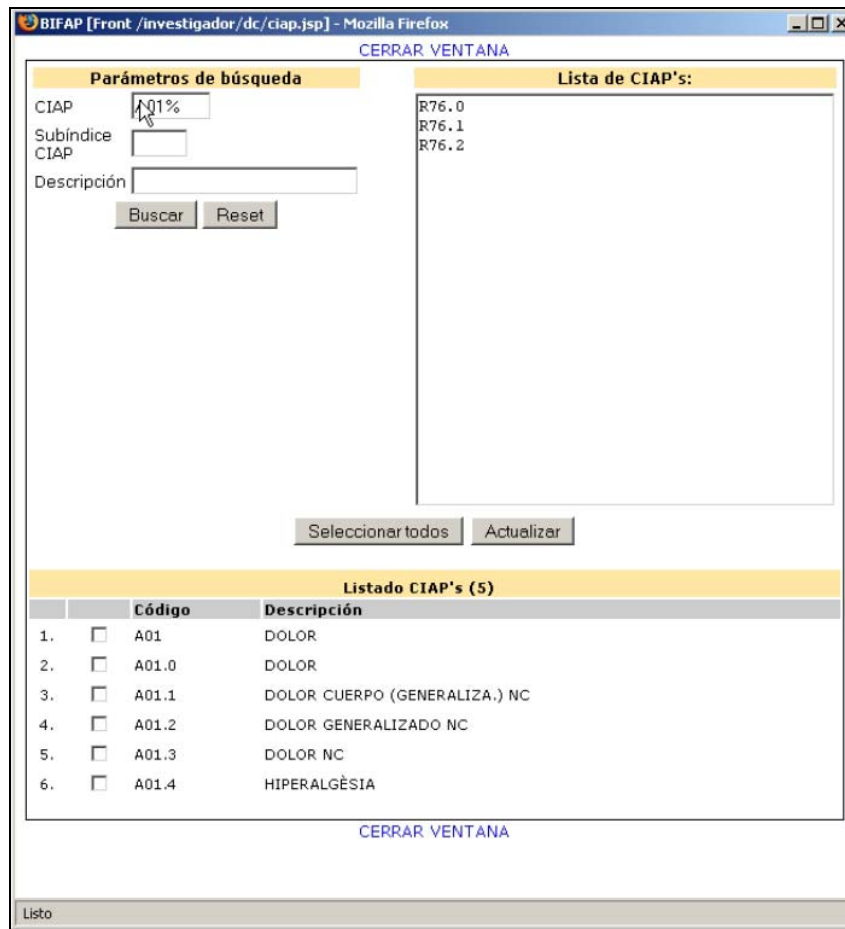 BIFAP [Front /investigador/dc/ciap.jsp] - Mozilla Firefox
CERRAR VENTANA
Parámetros de búsqueda
CIAP
01%
Subíndice
CIAP
Descripción
Buscar Reset
Lista de CIAP's:
R76.0
R76.1
R76.2
Seleccionar todos Actualizar
Listado CIAP's (5)
Código Descripción
1. A01 DOLOR
2. A01.0 DOLOR
3. A01.1 DOLOR CUERPO (GENERALIZA.) NC
4. A01.2 DOLOR GENERALIZADO NC
5. A01.3 DOLOR NC
6. A01.4 HIPERALGÈSIA
CERRAR VENTANA
Listo